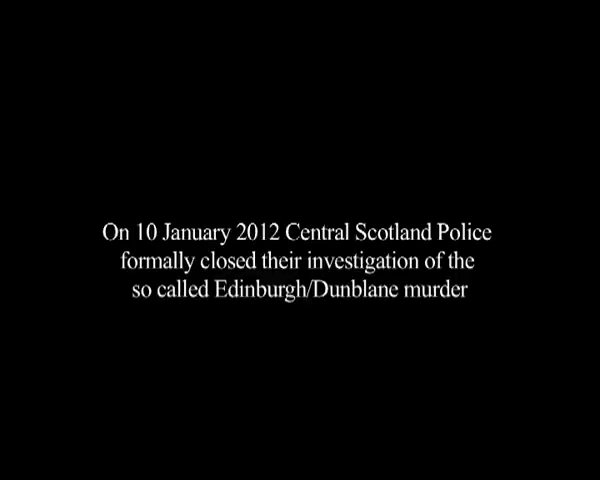 On 10 January 2012 Central Scotland Police
formally closed their investigation of the
so called Edinburgh/Dunblane murder